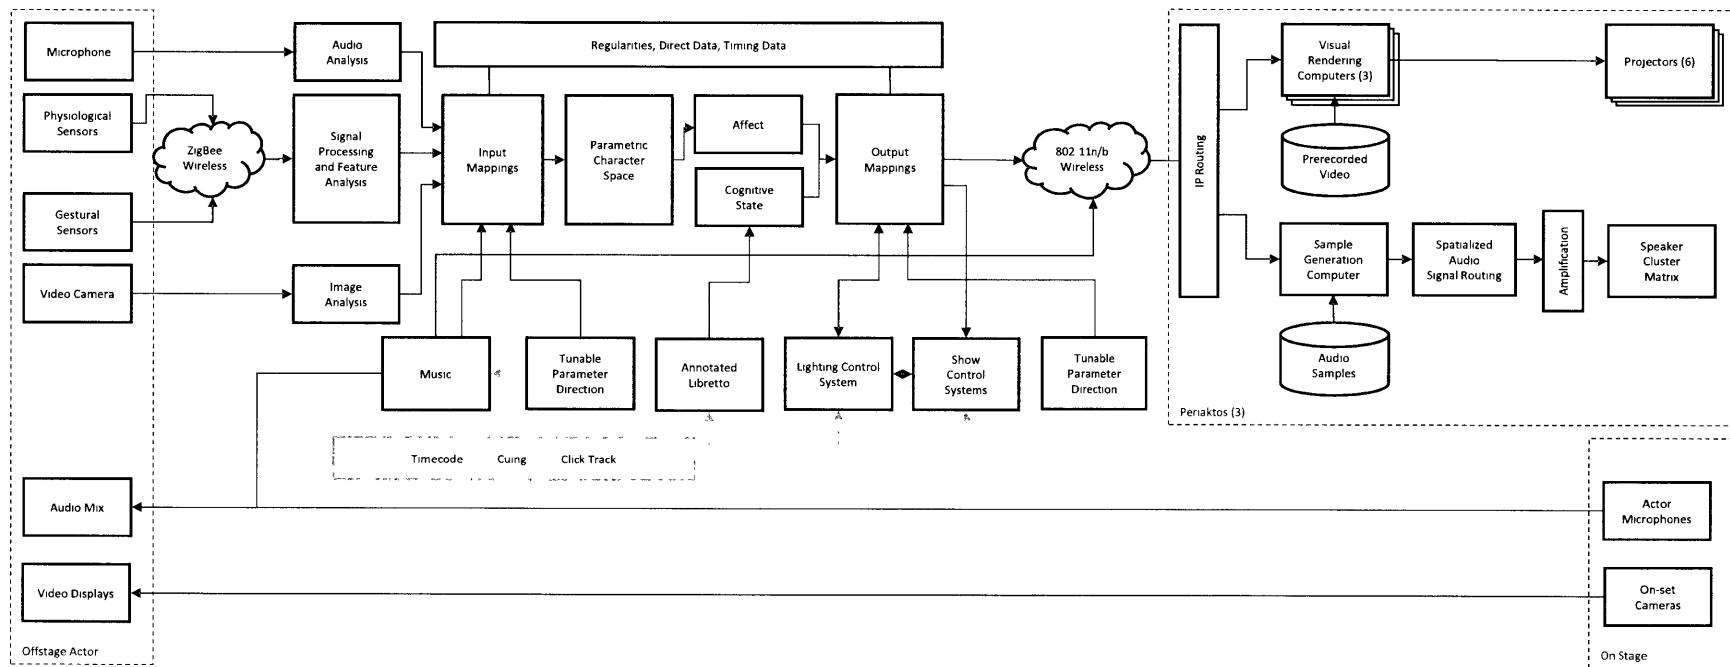 Microphone
Audio
Analysis
Regularities, Direct Data, Timing Data
Physiological
Sensors
ZigBee
Wireless
Signal
Processing
and Feature
Analysis
Input
Mappings
Parametric
Character
Space
Affect
Cognitive
State
Output
Mappings
802 11n/b
Wireless
IP Routing
Visual
Rendering
Computers (3)
Projectors (6)
Prerecorded
Video
Gestural
Sensors
Video Camera
Image
Analysis
Sample
Generation
Computer
Spatialized
Audio
Signal Routing
Amplification
Speaker
Cluster
Matrix
Audio
Samples
Periaktos (3)
Music
Tunable
Parameter
Direction
Annotated
Libretto
Lighting Control
System
Show
Control
Systems
Tunable
Parameter
Direction
Timecode Cuing Click Track
Audio Mix
Actor
Microphones
Video Displays
On-set
Cameras
Offstage Actor
On Stage